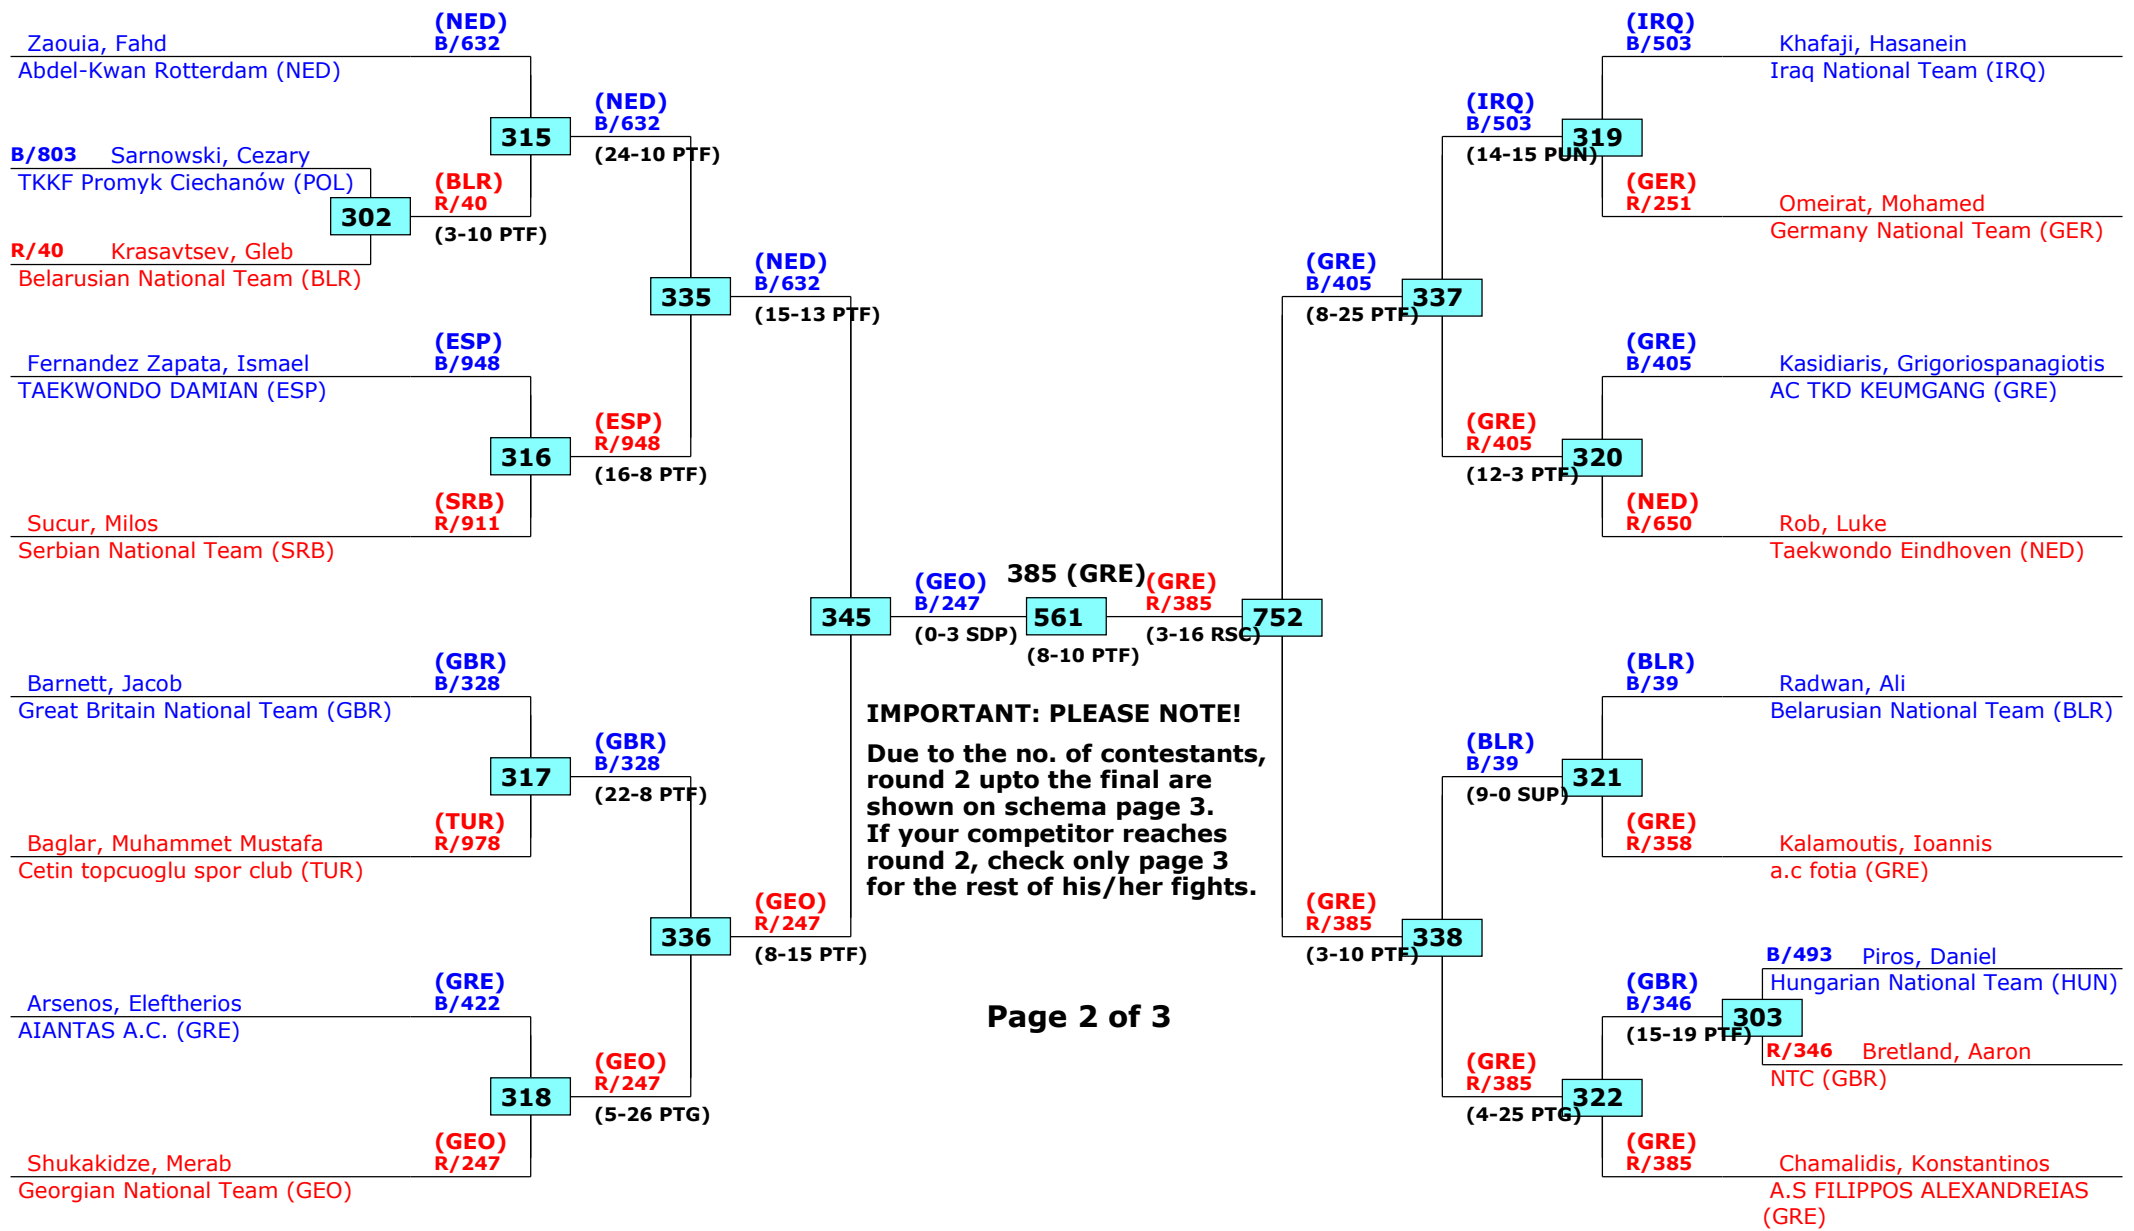 (NED)
B/632
Zaouia, Fahd
Abdel-Kwan Rotterdam (NED)
B/803 Sarnowski, Cezary
TKKF Promyk Ciechanów (POL)
302
R/40 Krasavtsev, Gleb
Belarusian National Team (BLR)
(BLR)
R/40
(3-10 PTF)
315
(NED)
B/632
(24-10 PTF)
(ESP)
B/948
Fernandez Zapata, Ismael
TAEKWONDO DAMIAN (ESP)
316
(SRB)
R/911
Sucur, Milos
Serbian National Team (SRB)
(ESP)
R/948
(16-8 PTF)
335
(NED)
B/632
(15-13 PTF)
(GBR)
B/328
Barnett, Jacob
Great Britain National Team (GBR)
317
(TUR)
R/978
Baglar, Muhammet Mustafa
Cetin topcuoglu spor club (TUR)
(GBR)
B/328
(22-8 PTF)
(GRE)
B/422
Arsenos, Eleftherios
AIANTAS A.C. (GRE)
318
(GEO)
R/247
Shukakidze, Merab
Georgian National Team (GEO)
(GEO)
R/247
(5-26 PTG)
336
(GEO)
R/247
(8-15 PTF)
345
(GEO)
B/247
(0-3 SDP)
385 (GRE)
561
(8-10 PTF)
(GRE)
R/385
(3-16 RSC)
752
IMPORTANT: PLEASE NOTE!
Due to the no. of contestants,
round 2 upto the final are
shown on schema page 3.
If your competitor reaches
round 2, check only page 3
for the rest of his/her fights.
Page 2 of 3
(GRE)
B/405
(8-25 PTF)
337
(IRQ)
B/503
(14-15 PUN)
319
(IRQ)
B/503
Khafaji, Hasanein
Iraq National Team (IRQ)
(GER)
R/251
Omeirat, Mohamed
Germany National Team (GER)
(GRE)
R/405
(12-3 PTF)
320
(GRE)
B/405
Kasidiaris, Grigoriospanagiotis
AC TKD KEUMGANG (GRE)
(NED)
R/650
Rob, Luke
Taekwondo Eindhoven (NED)
(GRE)
R/385
(3-10 PTF)
338
(BLR)
B/39
(9-0 SUP)
321
(BLR)
B/39
Radwan, Ali
Belarusian National Team (BLR)
(GRE)
R/358
Kalamoutis, Ioannis
a.c fotia (GRE)
(GRE)
R/385
(4-25 PTG)
322
(GBR)
B/346
(15-19 PTF)
303
B/493 Piros, Daniel
Hungarian National Team (HUN)
R/346 Bretland, Aaron
NTC (GBR)
(GRE)
R/385
Chamalidis, Konstantinos
A.S FILIPPOS ALEXANDREIAS
(GRE)